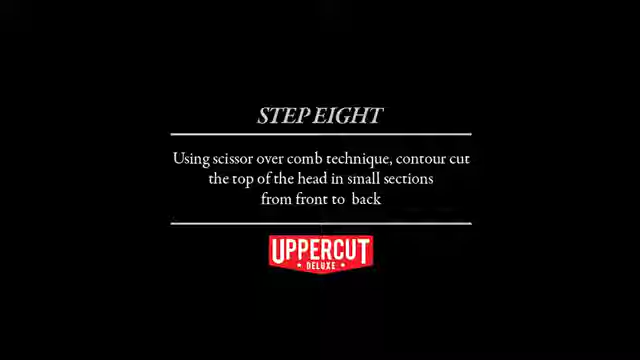 STEP EIGHT
Using scissor over comb technique, contour cut
the top of the head in small sections
from front to back
UPPERCUT
DELUXE